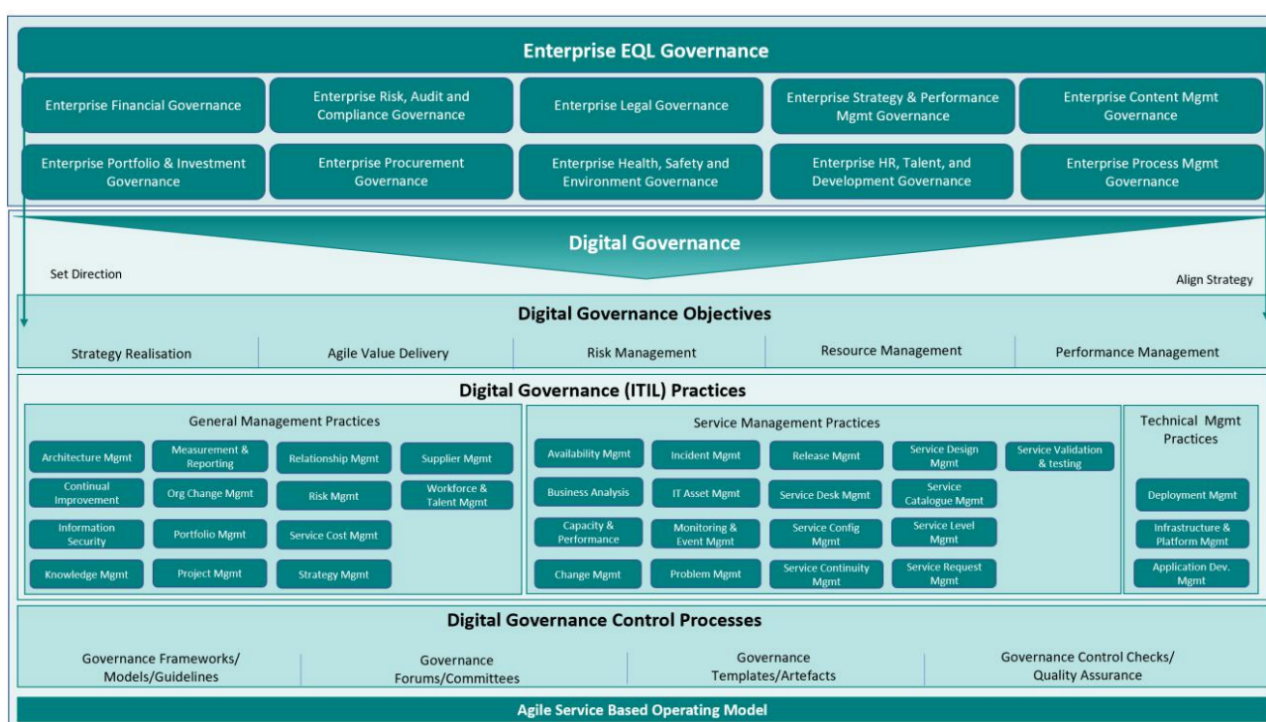 Enterprise EQL Governance
Enterprise Financial Governance
Enterprise Risk, Audit and
Compliance Governance
Enterprise Legal Governance
Enterprise Strategy & Performance
Mgmt Governance
Enterprise Content Mgmt
Governance
Enterprise Portfolio & Investment
Governance
Enterprise Procurement
Governance
Enterprise Health, Safety and
Environment Governance
Enterprise HR, Talent, and
Development Governance
Enterprise Process Mgmt
Governance
Digital Governance
Set Direction
Align Strategy
Digital Governance Objectives
Strategy Realisation
Agile Value Delivery
Risk Management
Resource Management
Performance Management
Digital Governance (ITIL) Practices
General Management Practices
Architecture Mgmt
Measurement &
Reporting
Relationship Mgmt
Supplier Mgmt
Continual
Improvement
Org Change Mgmt
Risk Mgmt
Workforce &
Talent Mgmt
Information
Security
Portfolio Mgmt
Service Cost Mgmt
Knowledge Mgmt
Project Mgmt
Strategy Mgmt
Service Management Practices
Availability Mgmt
Incident Mgmt
Release Mgmt
Service Design
Mgmt
Service Validation
& testing
Business Analysis
IT Asset Mgmt
Service Desk Mgmt
Service
Catalogue Mgmt
Capacity &
Performance
Monitoring &
Event Mgmt
Service Config
Mgmt
Service Level
Mgmt
Change Mgmt
Problem Mgmt
Service Continuity
Mgmt
Service Request
Mgmt
Technical Mgmt
Practices
Deployment Mgmt
Infrastructure &
Platform Mgmt
Application Dev.
Mgmt
Digital Governance Control Processes
Governance Frameworks/
Models/Guidelines
Governance
Forums/Committees
Governance
Templates/Artefacts
Governance Control Checks/
Quality Assurance
Agile Service Based Operating Model